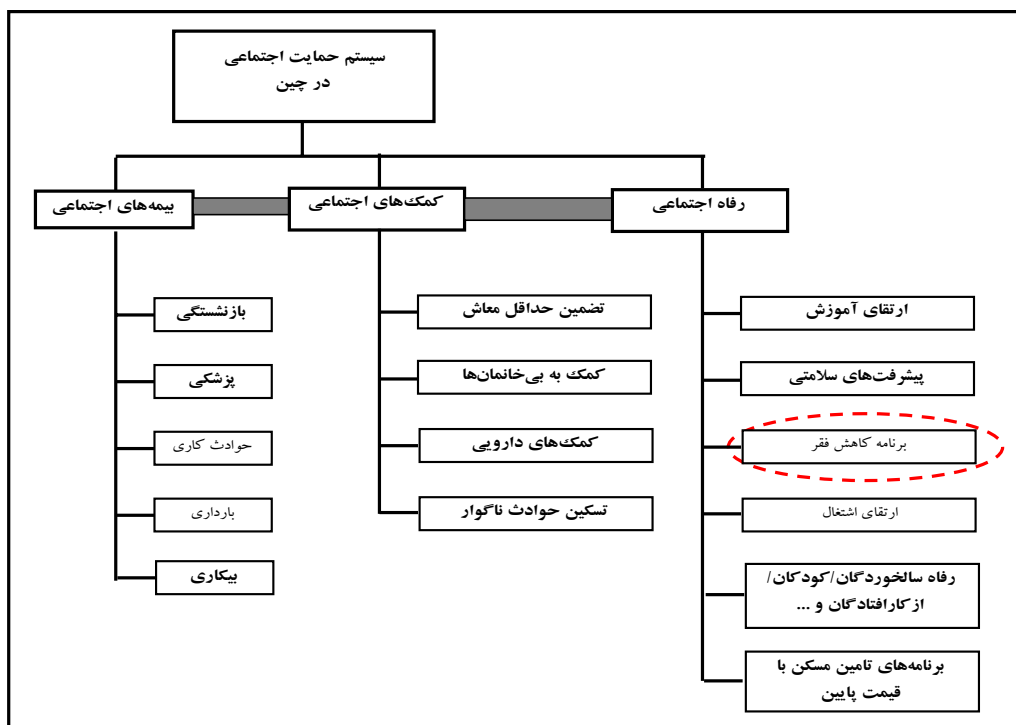 سیستم حمایت اجتماعی
در چین
رفاه اجتماعی
کمک‌های اجتماعی
بیمه‌های اجتماعی
ارتقای آموزش
پیشرفت‌های سلامتی
برنامه کاهش فقر
ارتقای اشتغال
رفاه سالخوردگان/کودکان/
ازکارافتادگان و ...
برنامه‌های تامین مسکن با
قیمت پایین
تضمین حداقل معاش
کمک به بی‌خانمان‌ها
کمک‌های دارویی
تسکین حوادث ناگوار
بازنشستگی
پزشکی
حوادث کاری
بارداری
بیکاری